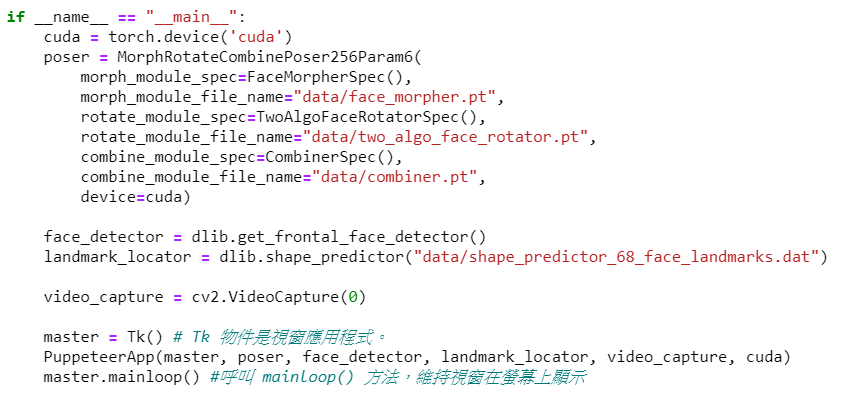 if __name__ == "__main__":
    cuda = torch.device('cuda')
    poser = MorphRotateCombinePoser256Param6(
        morph_module_spec=FaceMorpherSpec(),
        morph_module_file_name="data/face_morpher.pt",
        rotate_module_spec=TwoAlgoFaceRotatorSpec(),
        rotate_module_file_name="data/two_algo_face_rotator.pt",
        combine_module_spec=CombinerSpec(),
        combine_module_file_name="data/combiner.pt",
        device=cuda)
    face_detector = dlib.get_frontal_face_detector()
    landmark_locator = dlib.shape_predictor("data/shape_predictor_68_face_landmarks.dat")
    video_capture = cv2.VideoCapture(0)
    master = Tk() # Tk 物件是視窗應用程式。
    PuppeteerApp(master, poser, face_detector, landmark_locator, video_capture, cuda)
    master.mainloop() #呼叫 mainloop() 方法，維持視窗在螢幕上顯示